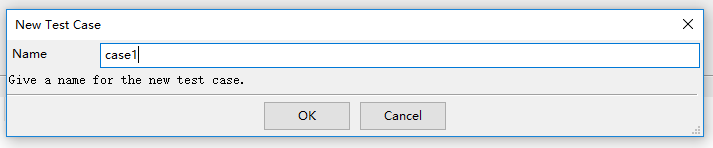 New Test Case
Name
case1
Give a name for the new test case.
OK
Cancel